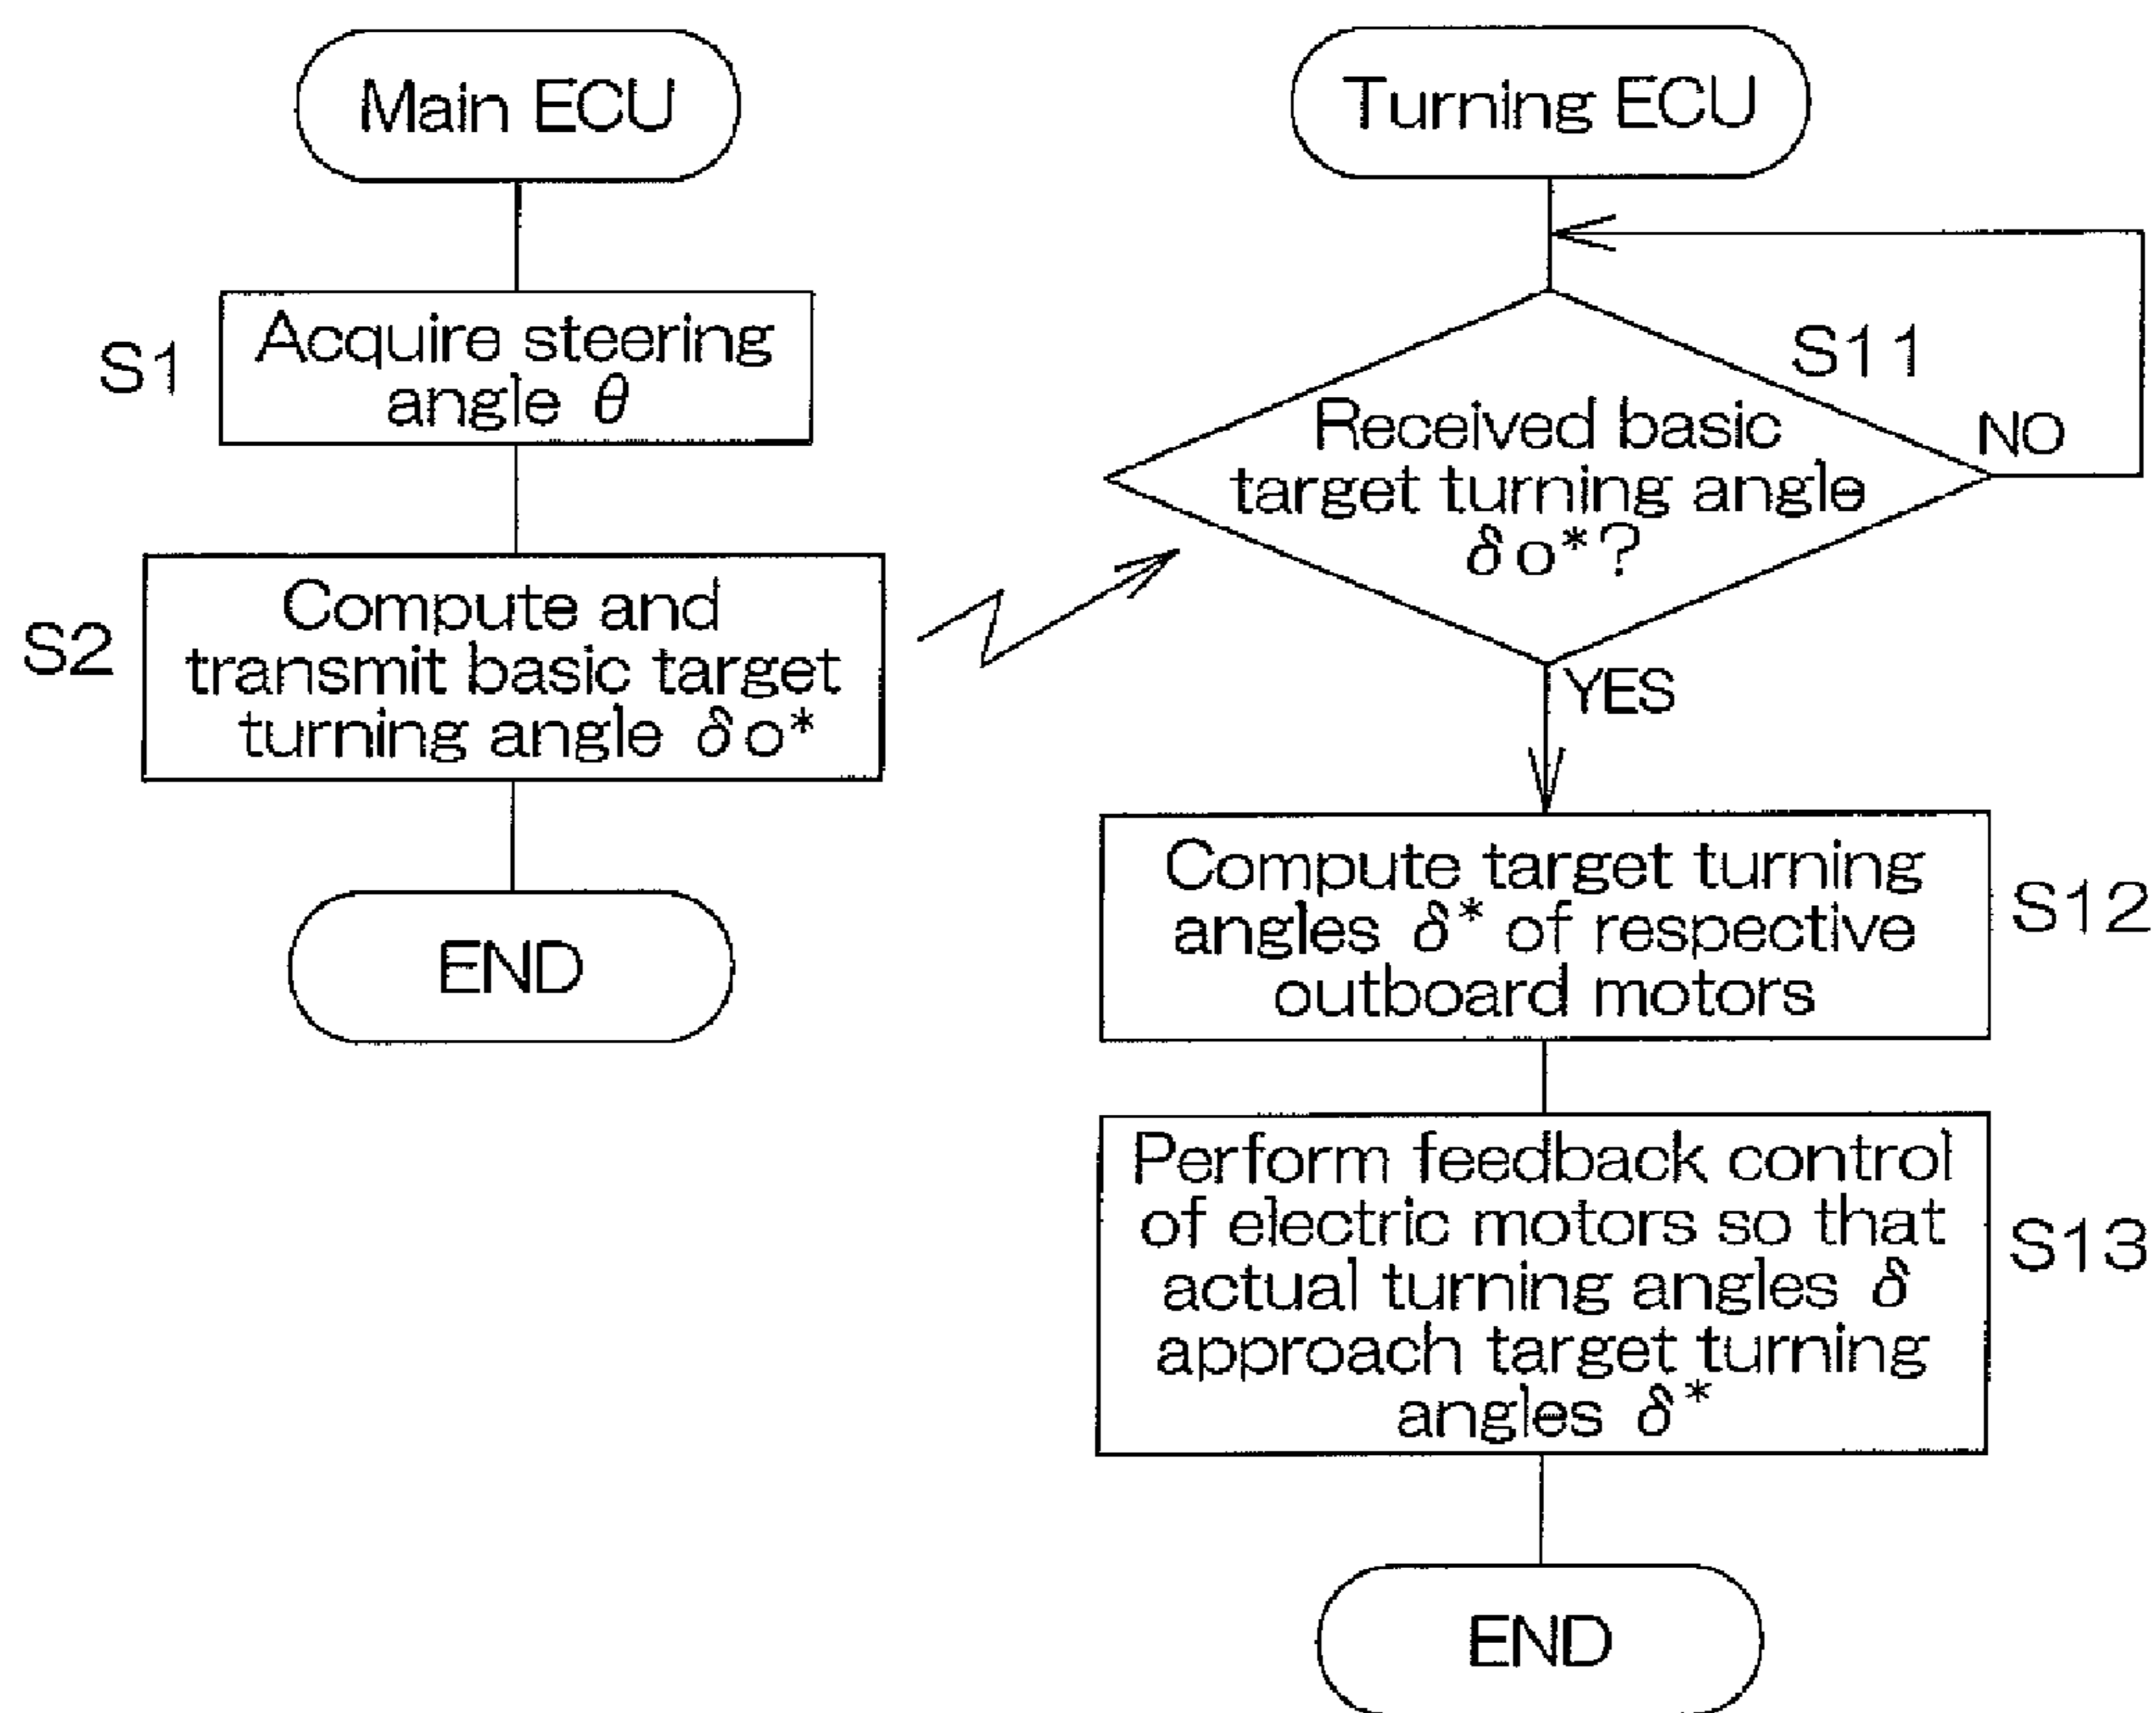 Main ECU
S1
Acquire steering
angle θ
S2
Compute and
transmit basic target
turning angle δo*
END
Turning ECU
S11
Received basic
target turning angle
δo*?
NO
YES
Compute target turning
angles δ* of respective
outboard motors
S12
Perform feedback control
of electric motors so that
actual turning angles δ
approach target turning
angles δ*
S13
END